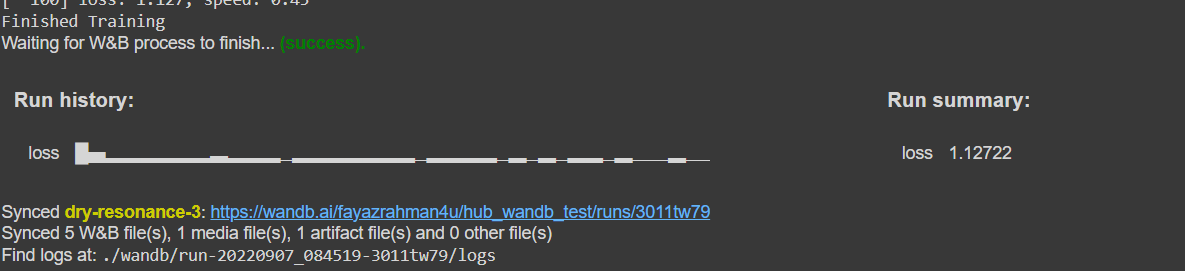 [ 100] loss: 1.127, speed: 0.45
Finished Training
Waiting for W&B process to finish... (success).
Run history:
Run summary:
loss
loss 1.12722
Synced dry-resonance-3: https://wandb.ai/fayazrahman4u/hub_wandb_test/runs/3011tw79
Synced 5 W&B file(s), 1 media file(s), 1 artifact file(s) and 0 other file(s)
Find logs at: ./wandb/run-20220907_084519-3011tw79/logs